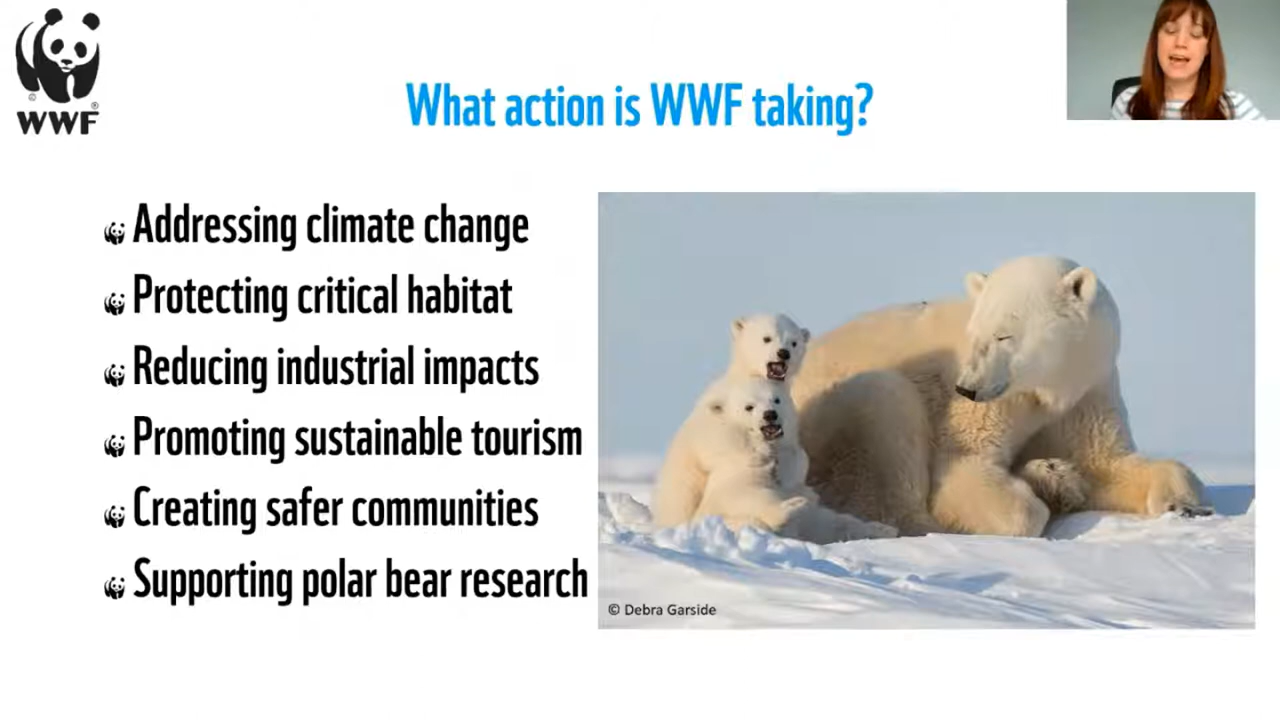 WWF
What action is WWF taking?
Addressing climate change
Protecting critical habitat
Reducing industrial impacts
Promoting sustainable tourism
Creating safer communities
Supporting polar bear research
© Debra Garside